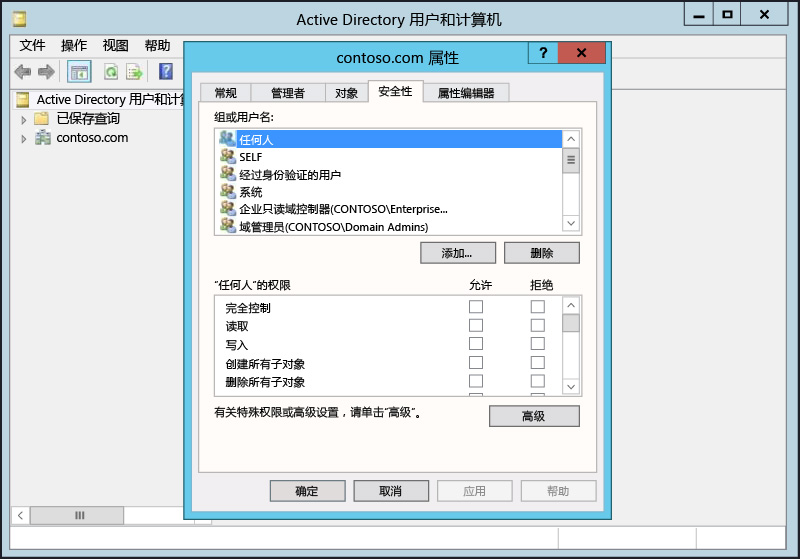 Active Directory 用户和计算机
文件 操作 视图 帮助
Active Directory 用户和计
已保存查询
contoso.com
contoso.com 属性
常规 管理者 对象 安全性 属性编辑器
组或用户名:
任何人
SELF
经过身份验证的用户
系统
企业只读域控制器(CONTOSO\Enterprise...
域管理员(CONTOSO\Domain Admins)
添加... 删除
“任何人”的权限 允许 拒绝
完全控制
读取
写入
创建所有子对象
删除所有子对象
有关特殊权限或高级设置，请单击“高级”。
高级
确定 取消 应用 帮助